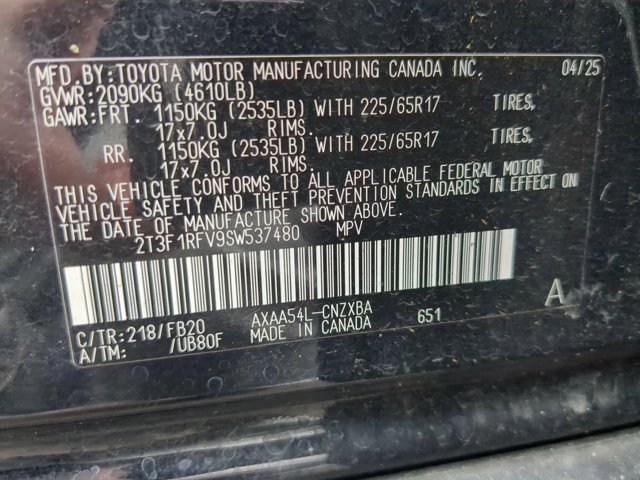 MFD.BY:TOYOTA MOTOR MANUFACTURING CANADA INC. 04/25
GVWR:2090KG (4610LB)
GAWR:FRT. 1150KG (2535LB) WITH 225/65R17 TIRES.
17x7.0J RIMS.
RR. 1150KG (2535LB) WITH 225/65R17 TIRES.
17x7.0J RIMS.
THIS VEHICLE CONFORMS TO ALL APPLICABLE FEDERAL MOTOR
VEHICLE SAFETY AND THEFT PREVENTION STANDARDS IN EFFECT ON
THE DATE OF MANUFACTURE SHOWN ABOVE.
2T3F1RFV9SW537480 MPV
C/TR:218/FB20 AXAA54L-CNZXBA 651 A
A/TM: /UB80F MADE IN CANADA